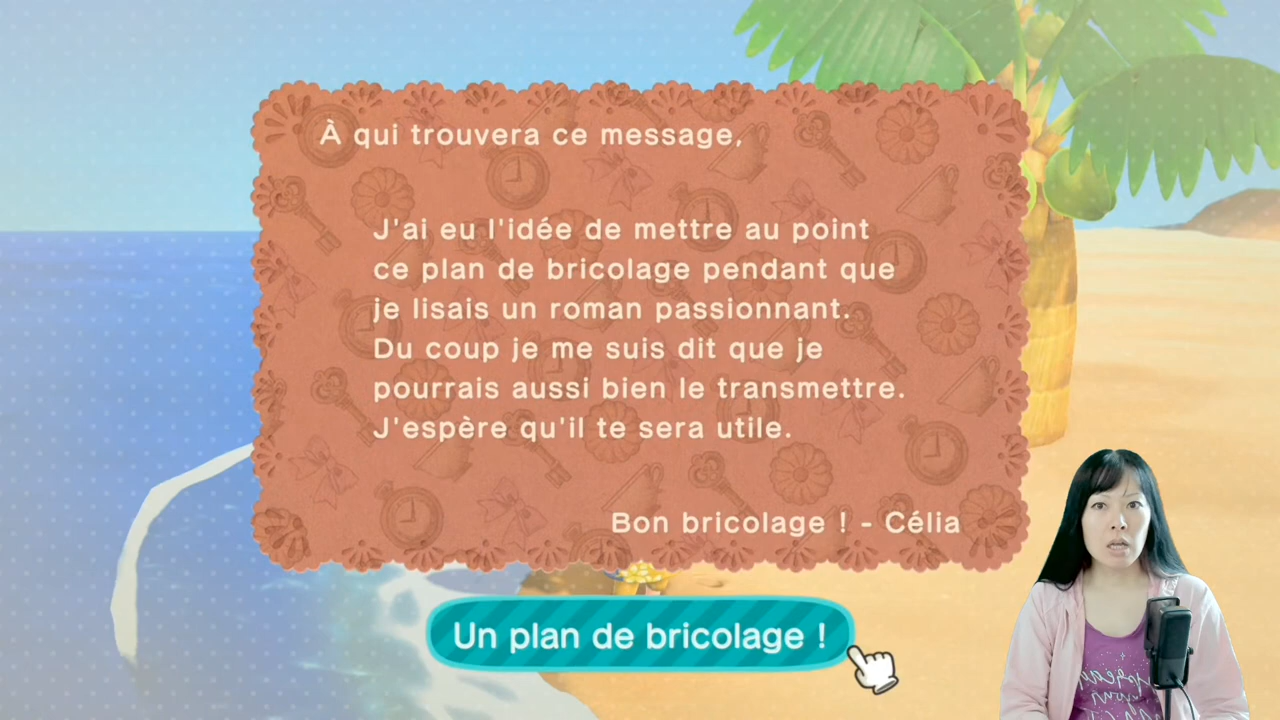 À qui trouvera ce message,
J'ai eu l'idée de mettre au point
ce plan de bricolage pendant que
je lisais un roman passionnant.
Du coup je me suis dit que je
pourrais aussi bien le transmettre.
J'espère qu'il te sera utile.
Bon bricolage ! - Célia
Un plan de bricolage !